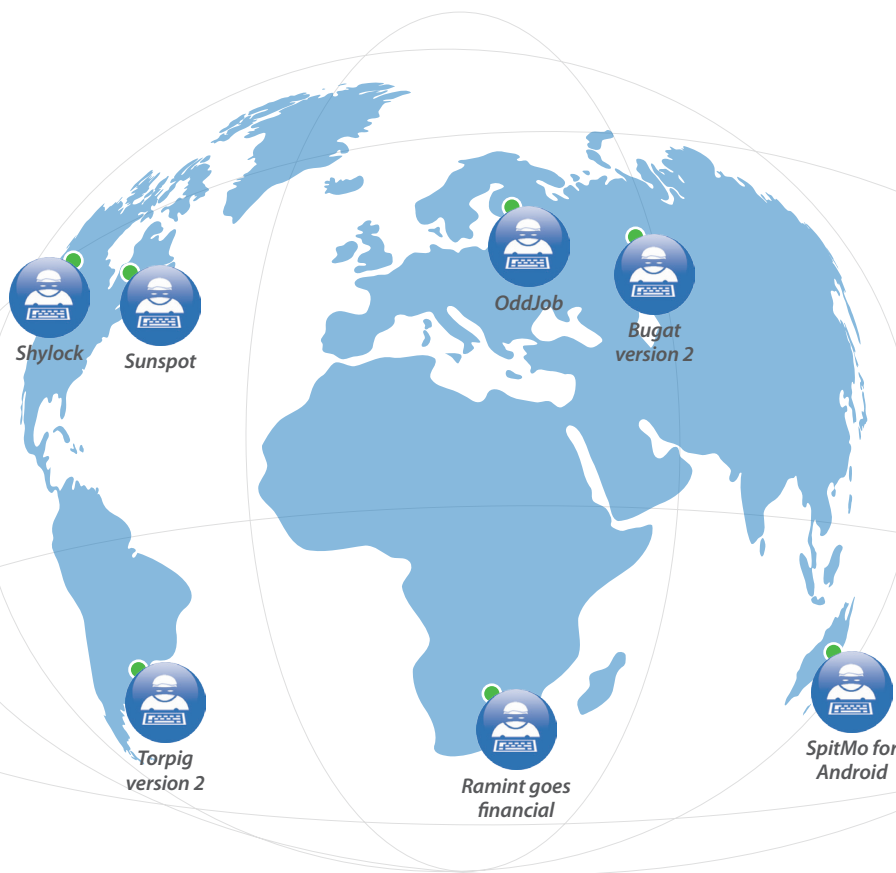 OddJob
Bugat
version 2
Shylock
Sunspot
Torpig
version 2
Ramint goes
financial
SpitMo for
Android